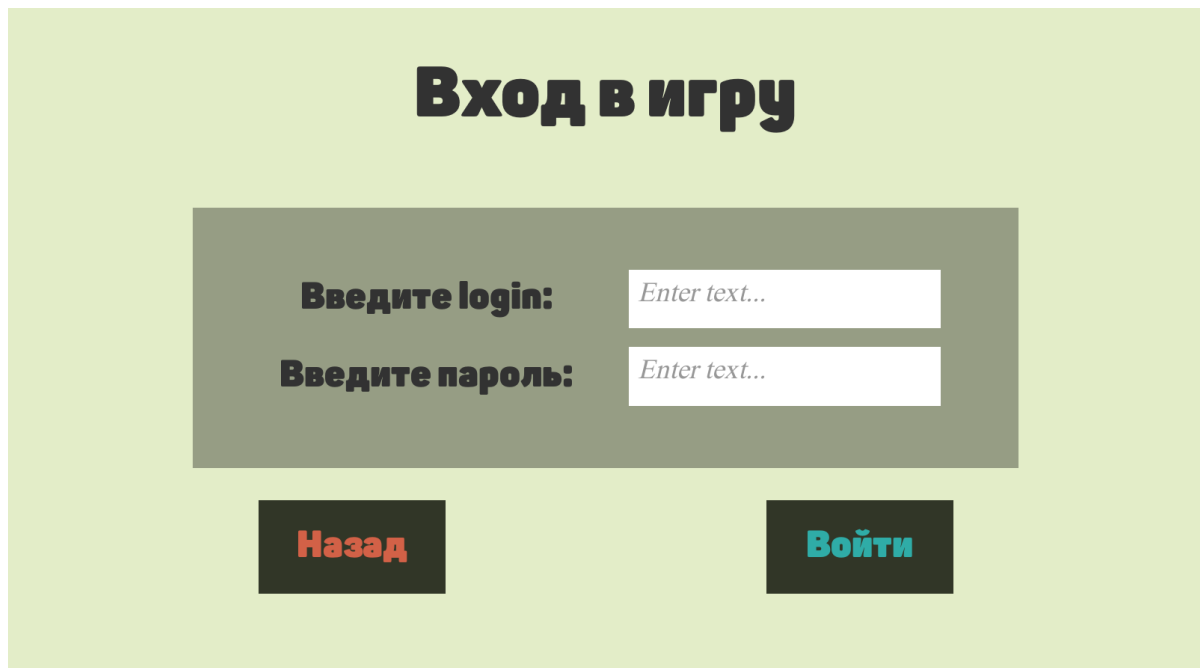 Вход в игру
Введите login:
Enter text...
Введите пароль:
Enter text...
Назад
Войти